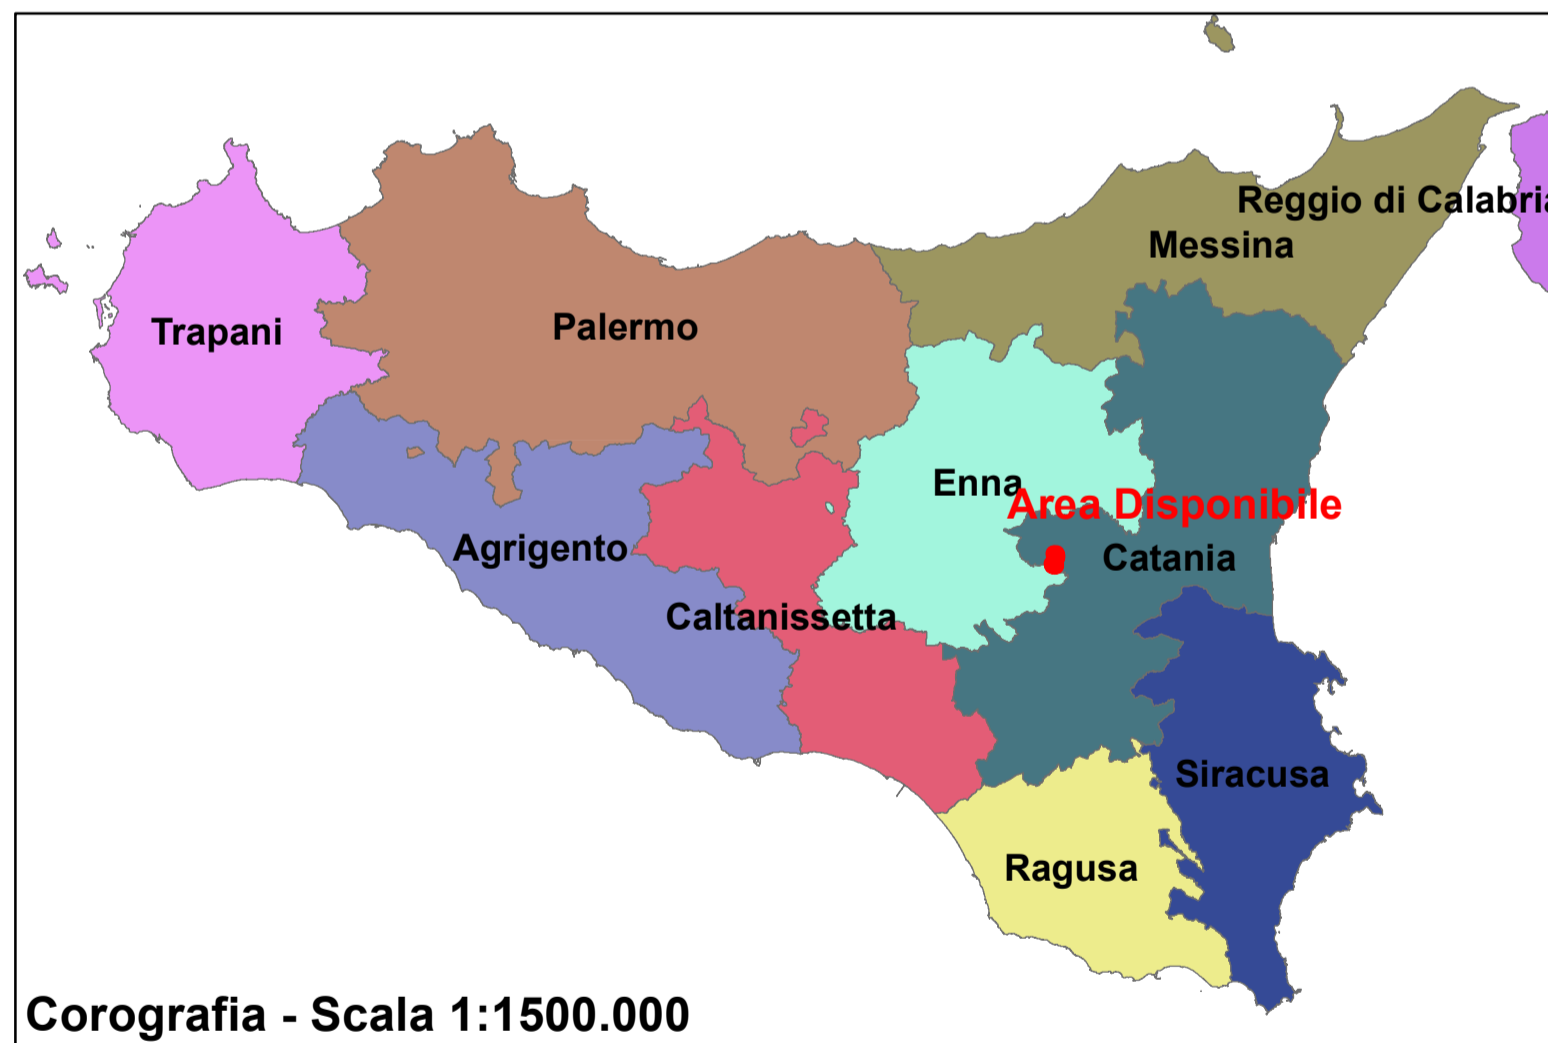 Reggio di Calabria
Messina
Trapani
Palermo
Enna
Area Disponibile
Agrigento
Catania
Caltanissetta
Siracusa
Ragusa
Corografia - Scala 1:1500.000